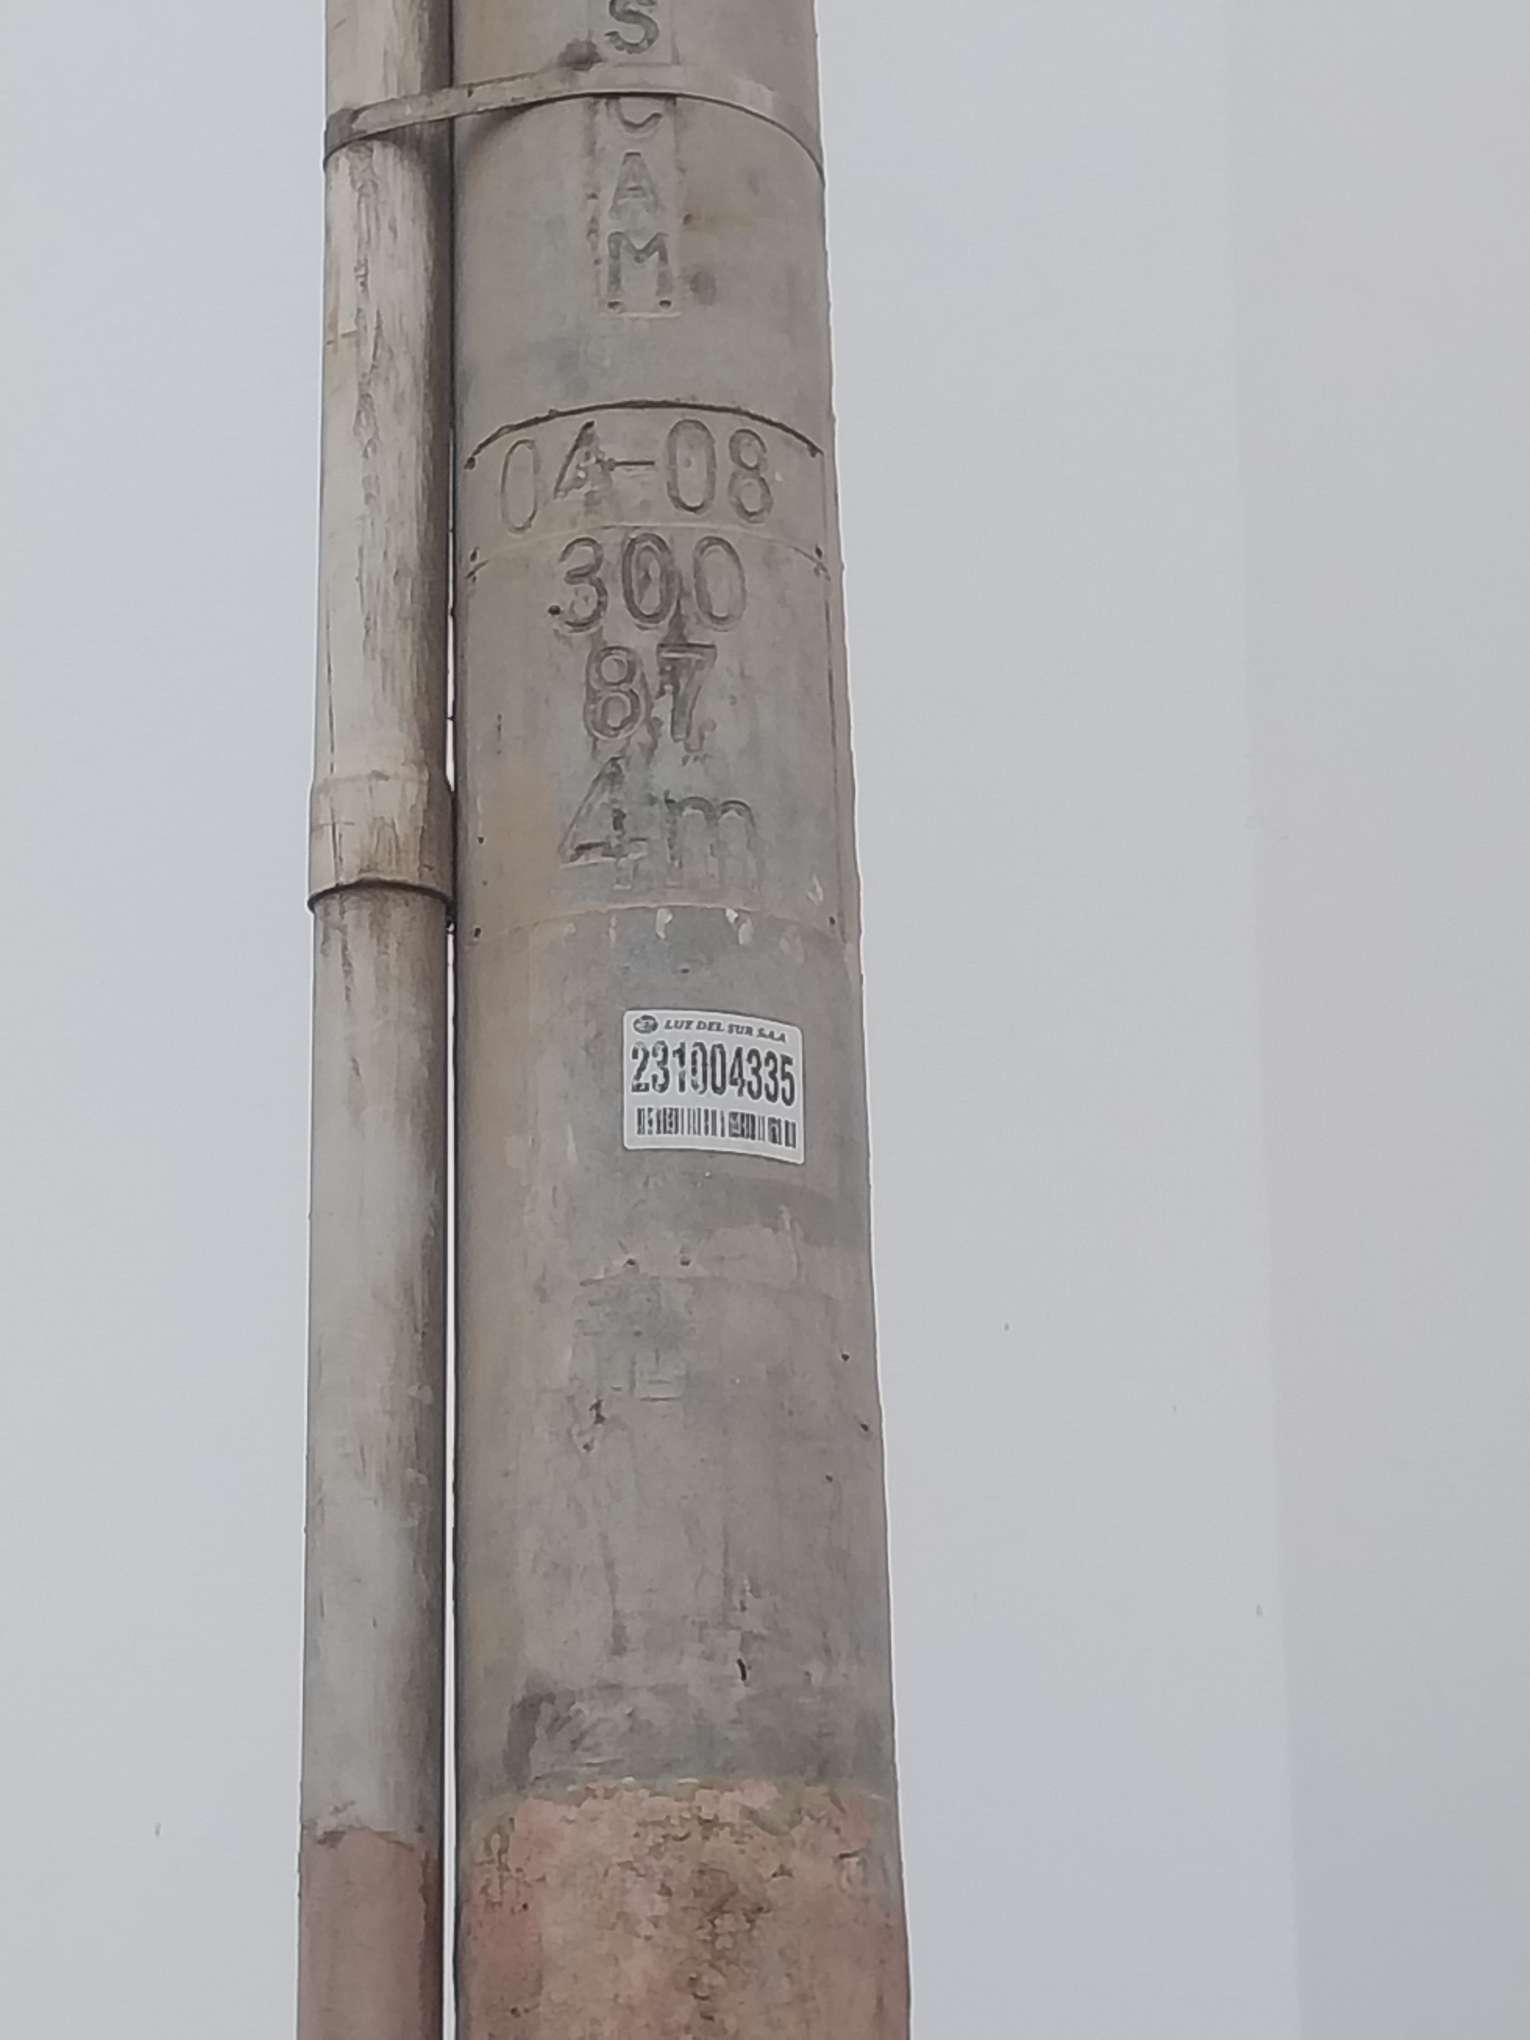 S
CAM
04-08
300
87
4m
LUZ DEL SUR S.A.A
231004335